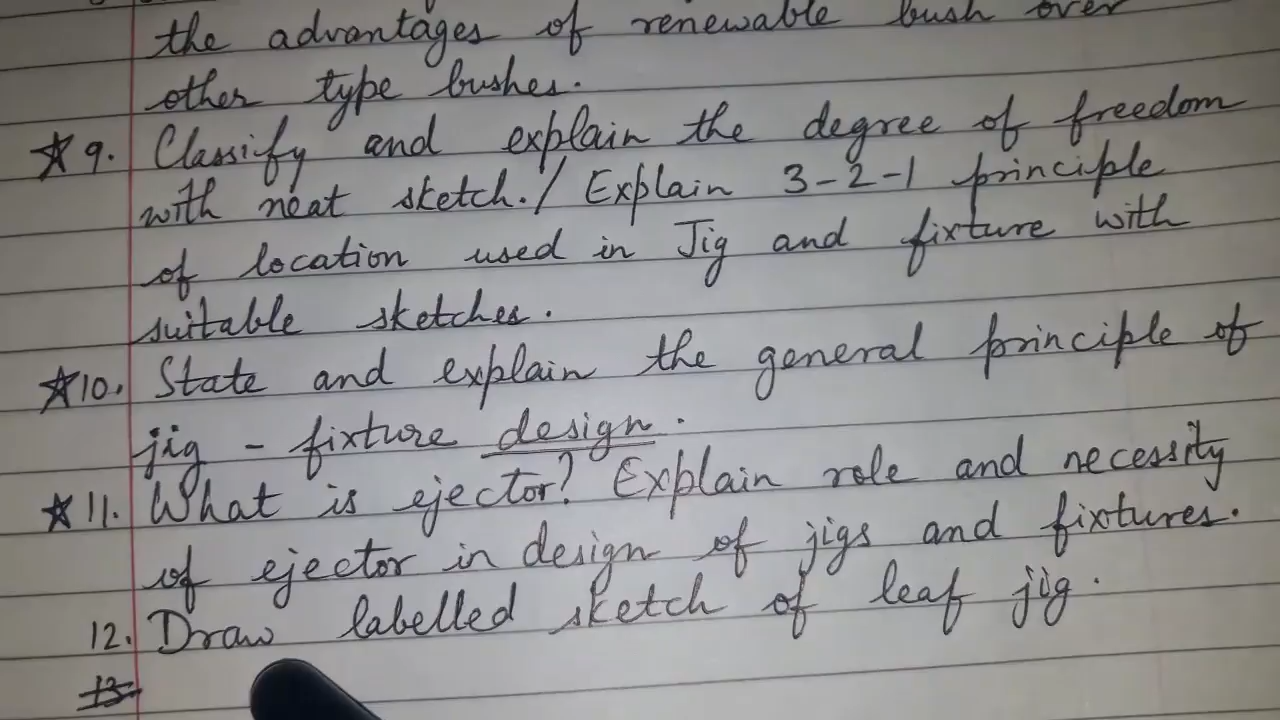 the advantages of renewable bush over
other type bushes.
☆9. Classify and explain the degree of freedom
with neat sketch./ Explain 3-2-1 principle
of location used in Jig and fixture with
suitable sketches.
☆10. State and explain the general principle of
jig - fixture design.
☆11. What is ejector? Explain role and necessity
of ejector in design of jigs and fixtures.
12. Draw labelled sketch of leaf jig.
13